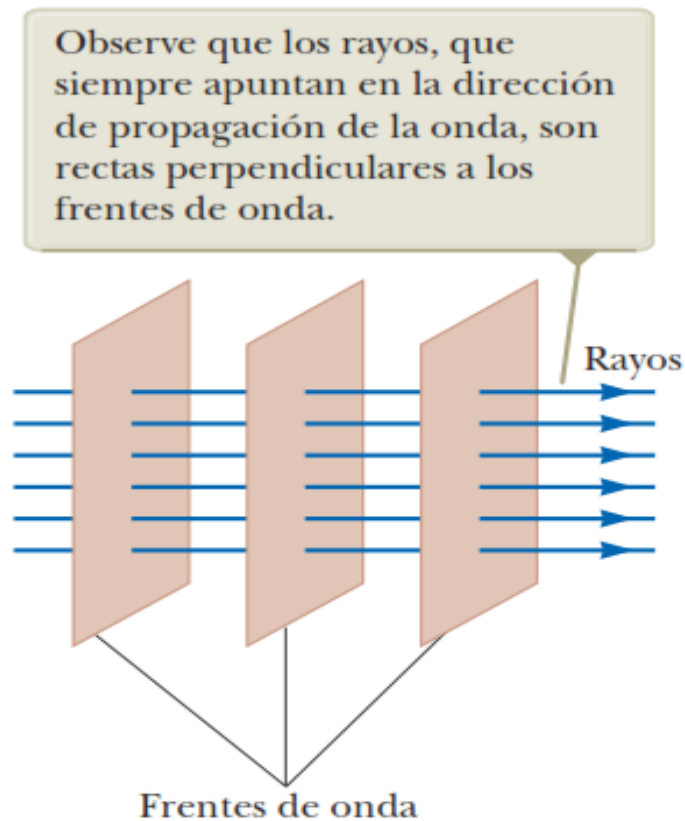 Observe que los rayos, que
siempre apuntan en la dirección
de propagación de la onda, son
rectas perpendiculares a los
frentes de onda.
Rayos
Frentes de onda